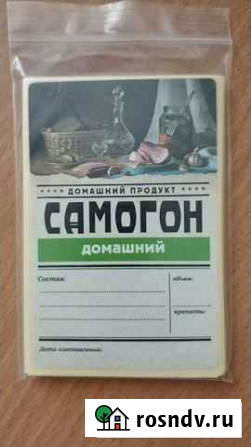 ДОМАШНИЙ ПРОДУКТ
САМОГОН
домашний
Состав:
объем:
крепость:
Дата изготовления:
rosndv.ru